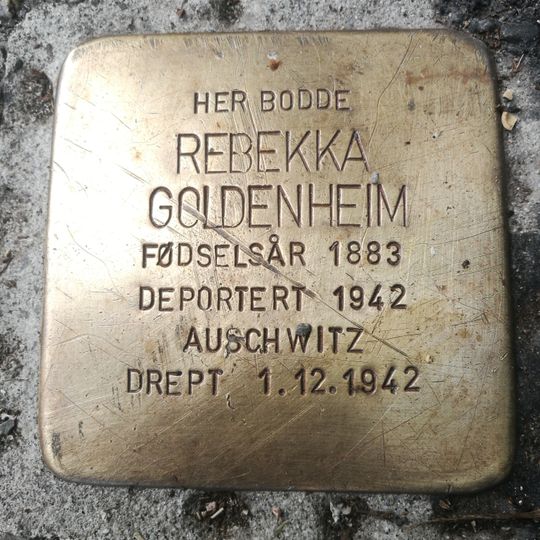 HER BODDE
REBEKKA
GOLDENHEIM
FØDSELSÅR 1883
DEPORTERT 1942
AUSCHWITZ
DREPT 1.12.1942